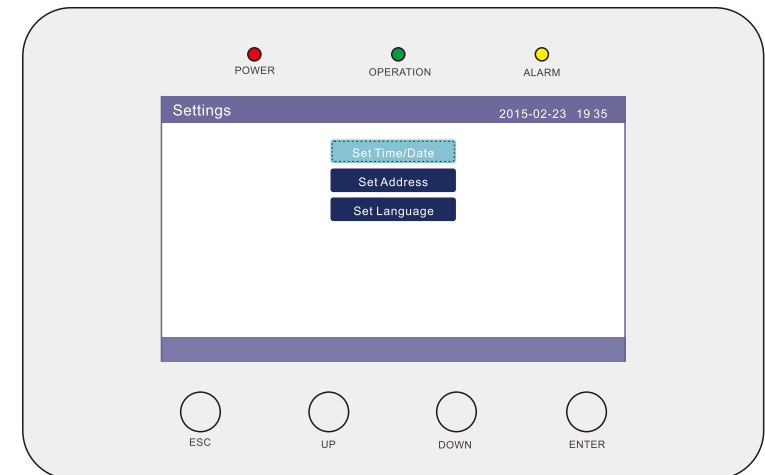 POWER OPERATION ALARM
Settings 2015-02-23 19 35
Set Time/Date
Set Address
Set Language
ESC UP DOWN ENTER